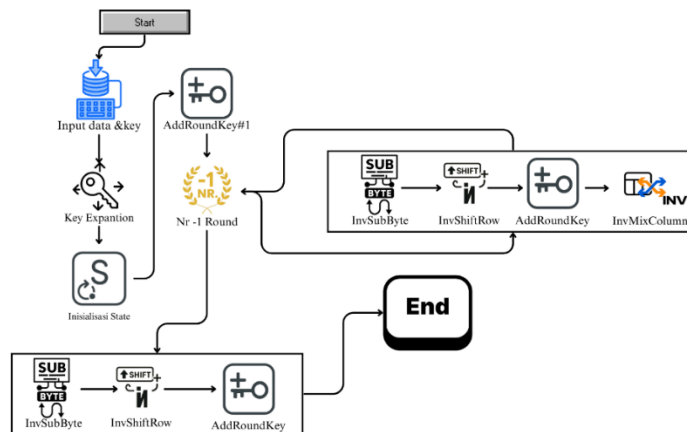 Start
Input data &key
Key Expantion
S
Inisialisasi State
AddRoundKey#1
-1
NR.
Nr -1 Round
SUB
BYTE
InvSubByte
SHIFT
InvShiftRow
AddRoundKey
INV
InvMixColumn
End
SUB
BYTE
InvSubByte
SHIFT
InvShiftRow
AddRoundKey